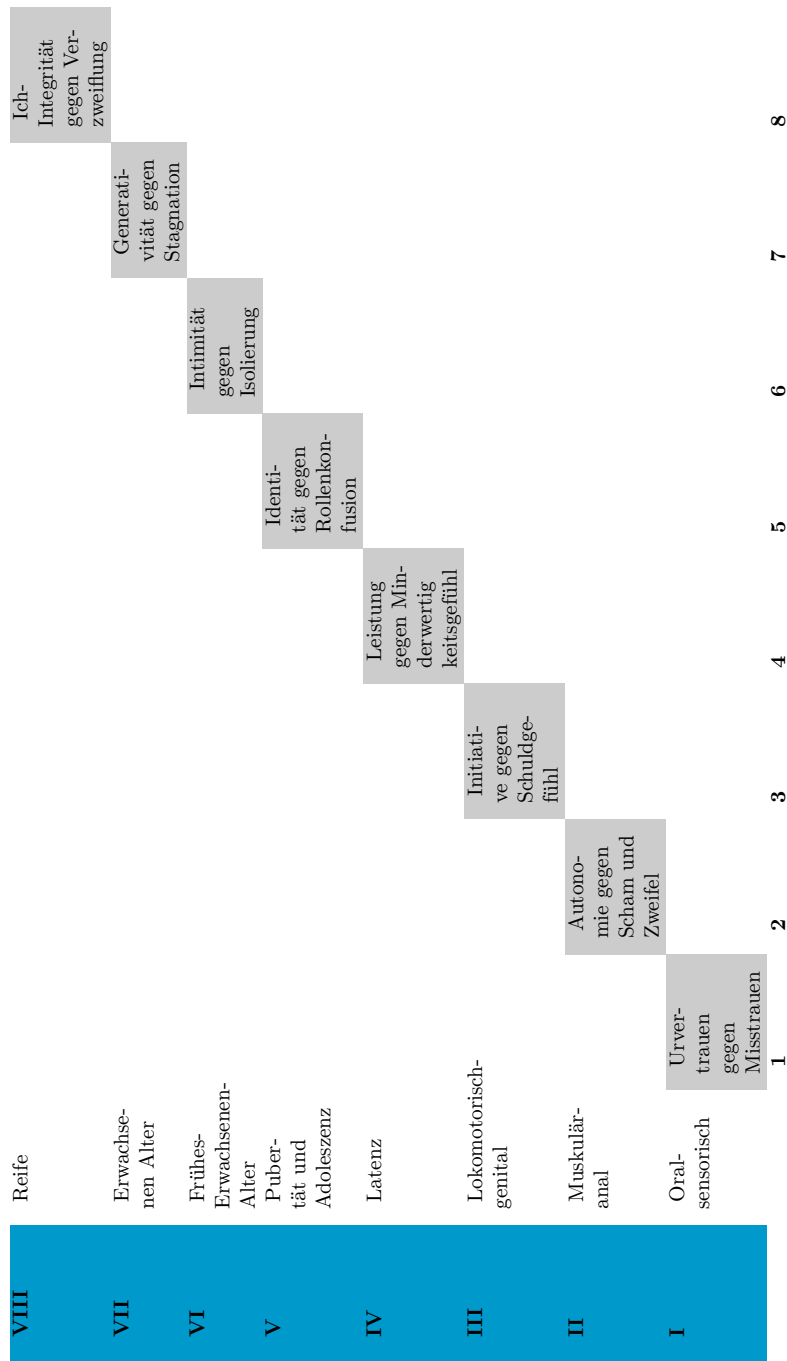 VIII
Reife
Ich-
Integrität
gegen Ver-
zweiflung
VII
Erwachse-
nen Alter
Generati-
vität gegen
Stagnation
VI
Frühes-
Erwachsenen-
Alter
Intimität
gegen
Isolierung
V
Puber-
tät und
Adoleszenz
Identi-
tät gegen
Rollenkon-
fusion
IV
Latenz
Leistung
gegen Min-
derwertig
keitsgefühl
III
Lokomotorisch-
genital
Initiati-
ve gegen
Schuldge-
fühl
II
Muskulär-
anal
Autono-
mie gegen
Scham und
Zweifel
I
Oral-
sensorisch
Urver-
trauen
gegen
Misstrauen
1 2 3 4 5 6 7 8